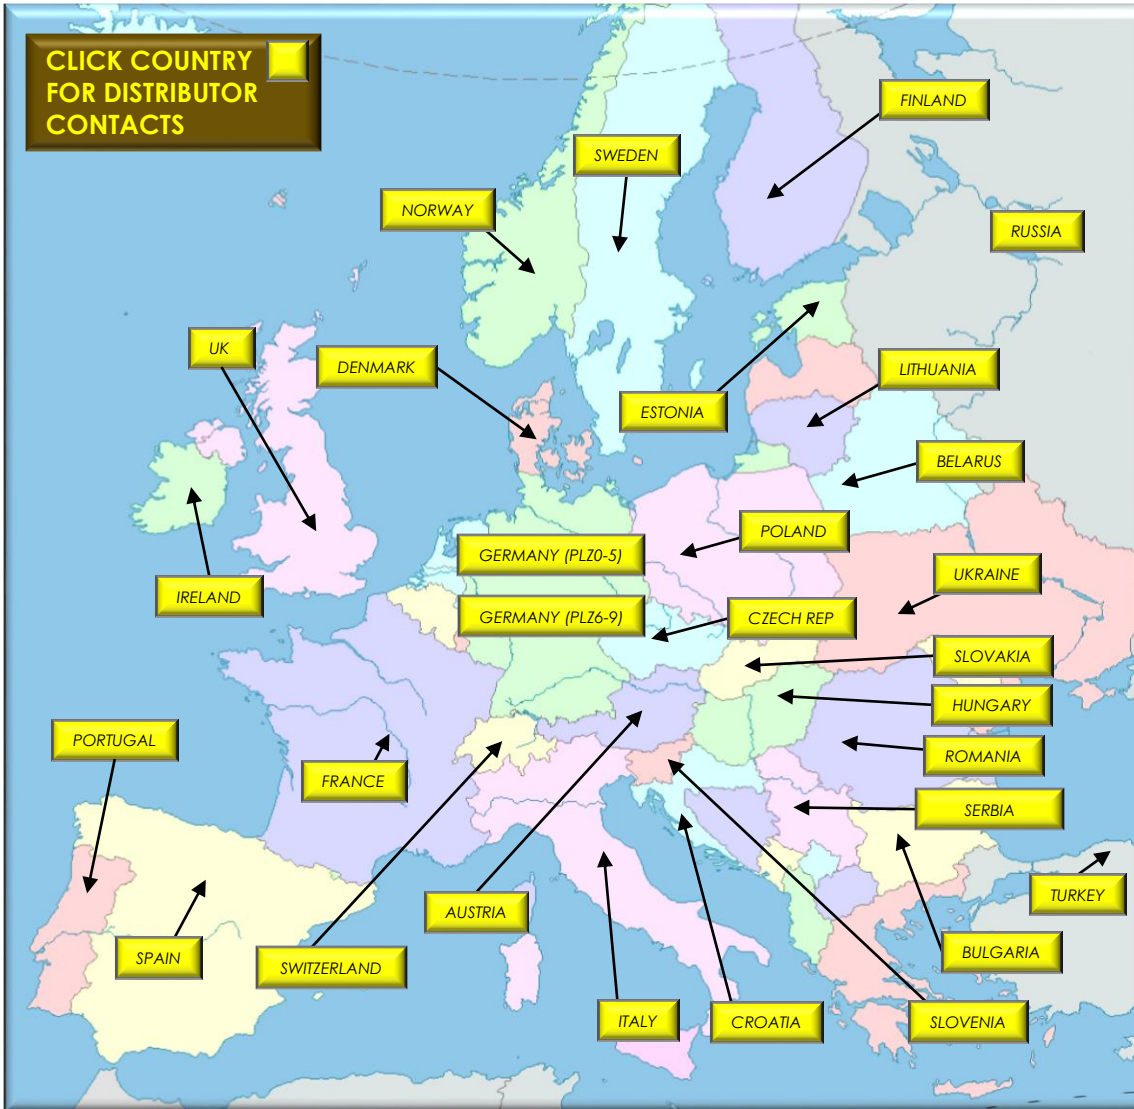 CLICK COUNTRY
FOR DISTRIBUTOR
CONTACTS
FINLAND
SWEDEN
NORWAY
RUSSIA
UK
DENMARK
LITHUANIA
ESTONIA
BELARUS
POLAND
GERMANY (PLZ0-5)
UKRAINE
IRELAND
GERMANY (PLZ6-9)
CZECH REP
SLOVAKIA
HUNGARY
PORTUGAL
ROMANIA
FRANCE
SERBIA
TURKEY
AUSTRIA
BULGARIA
SPAIN
SWITZERLAND
ITALY
CROATIA
SLOVENIA